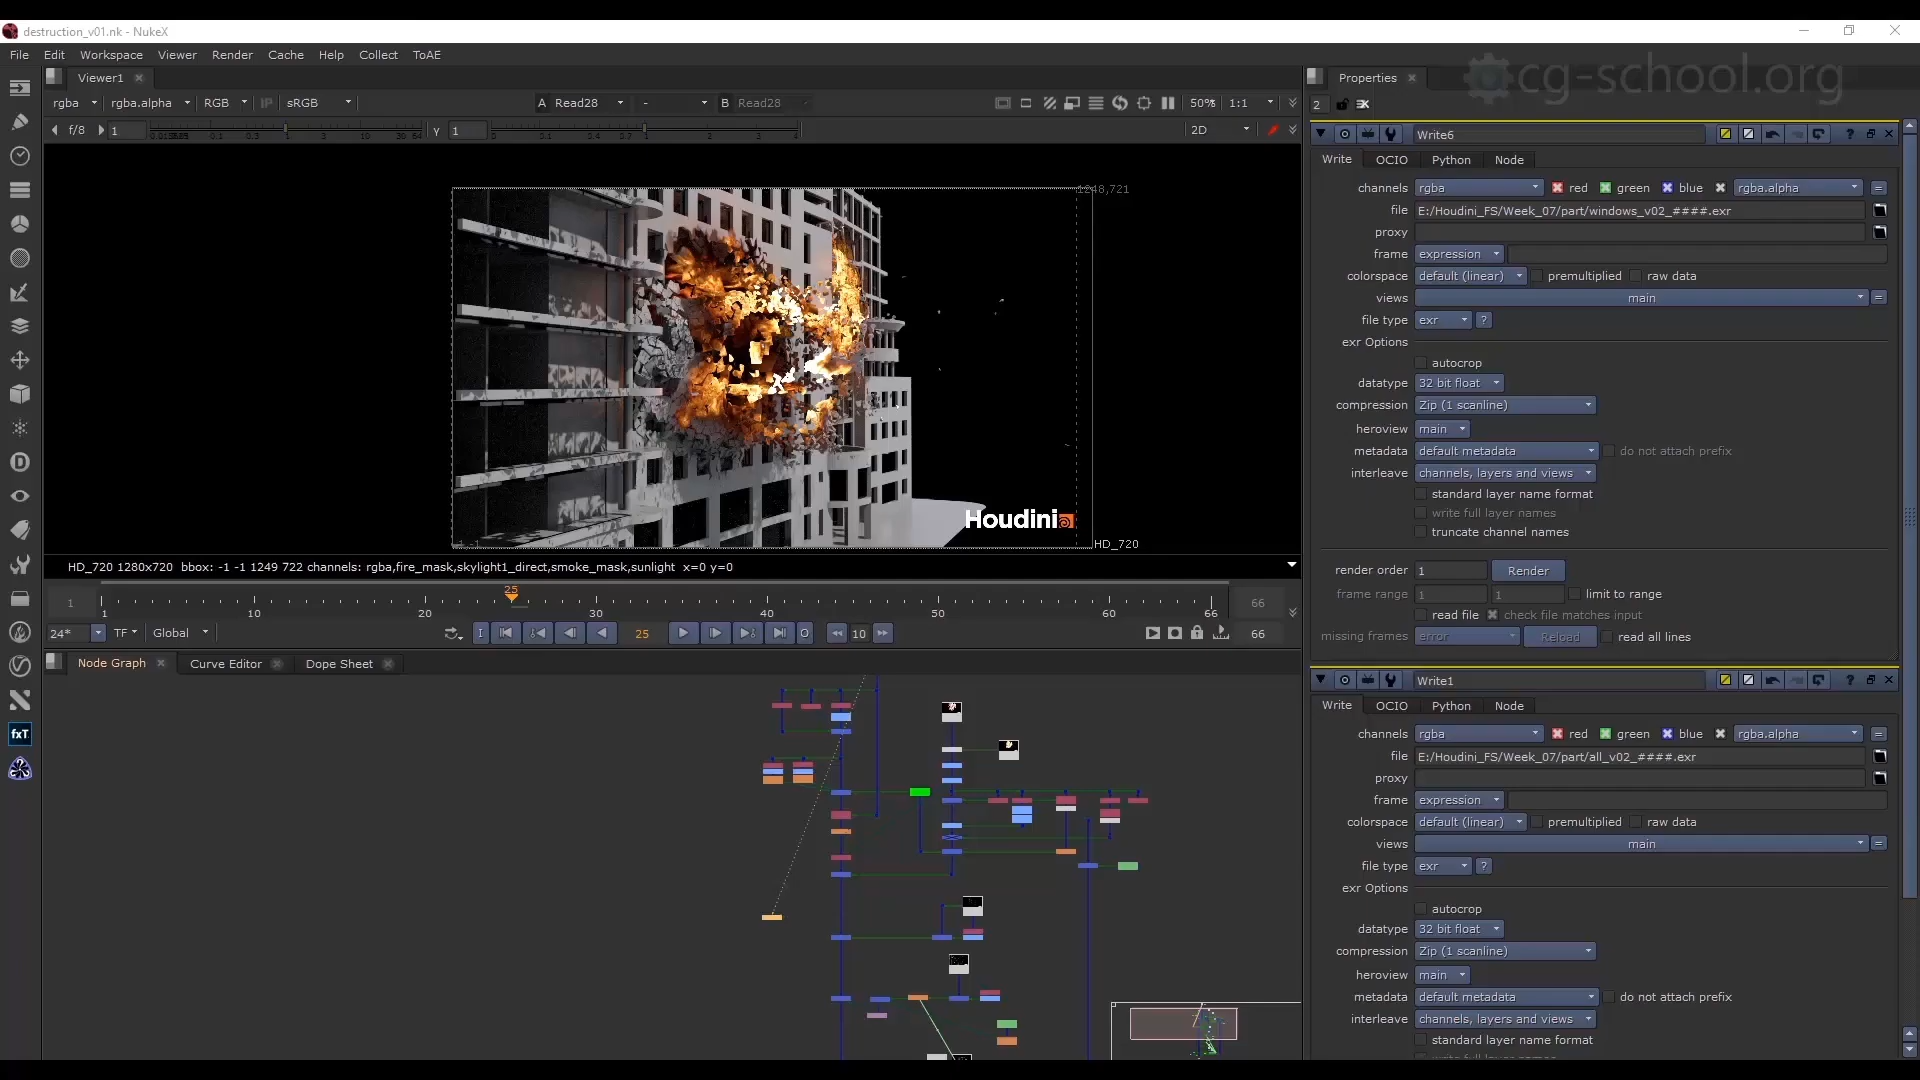 destruction_v01.nk - NukeX
File Edit Workspace Viewer Render Cache Help Collect ToAE
Viewer1
Properties
cg-school.org
rgba rgba.alpha RGB IP sRGB A Read28 - B Read28 50% 1:1
2
f/8 1 γ 1 2D
1248,721
Houdini
HD_720
HD_720 1280x720 bbox: -1 -1 1249 722 channels: rgba,fire_mask,skylight1_direct,smoke_mask,sunlight x=0 y=0
25
1 1 10 20 30 40 50 60 66 66
24* TF Global I 25 O 10 66
Node Graph Curve Editor Dope Sheet
Write6
Write OCIO Python Node
channels rgba red green blue rgba.alpha =
file E:/Houdini_FS/Week_07/part/windows_v02_####.exr
proxy
frame expression
colorspace default (linear) premultiplied raw data
views main =
file type exr ?
exr Options
autocrop
datatype 32 bit float
compression Zip (1 scanline)
heroview main
metadata default metadata do not attach prefix
interleave channels, layers and views
standard layer name format
write full layer names
truncate channel names
render order 1 Render
frame range 1 1 limit to range
read file check file matches input
missing frames error Reload read all lines
Write1
Write OCIO Python Node
channels rgba red green blue rgba.alpha =
file E:/Houdini_FS/Week_07/part/all_v02_####.exr
proxy
frame expression
colorspace default (linear) premultiplied raw data
views main =
file type exr ?
exr Options
autocrop
datatype 32 bit float
compression Zip (1 scanline)
heroview main
metadata default metadata do not attach prefix
interleave channels, layers and views
standard layer name format